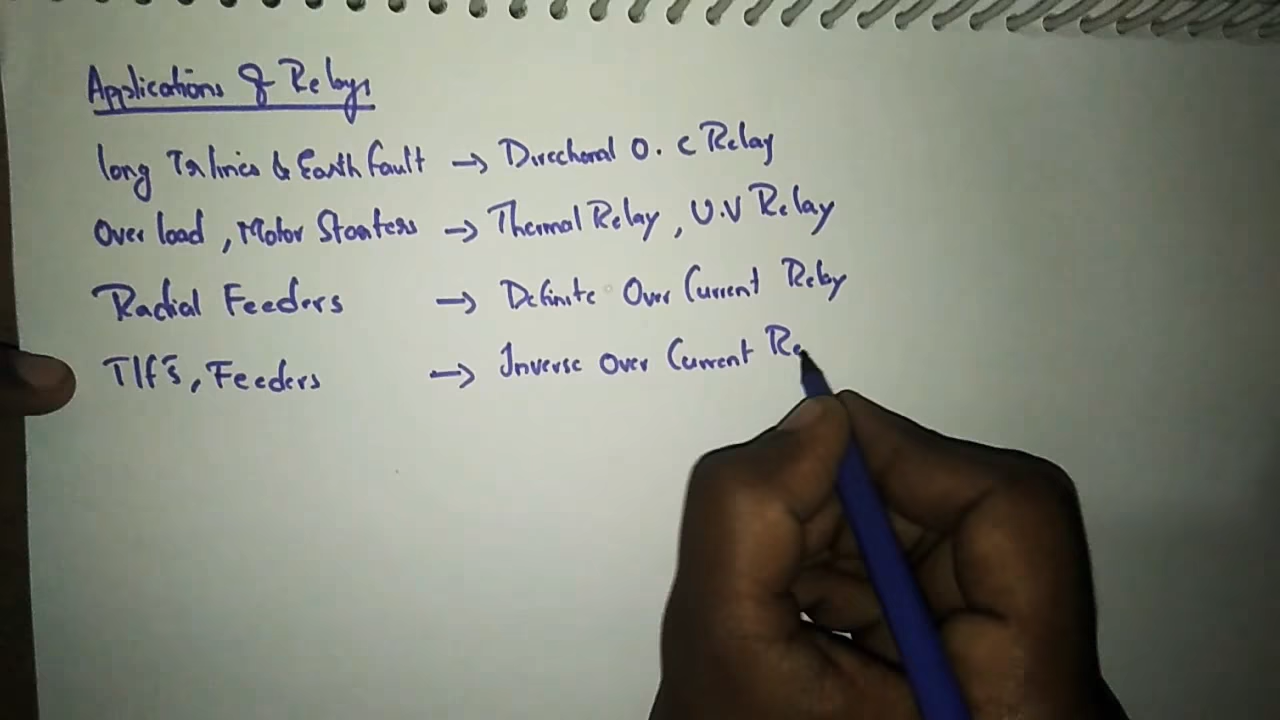 Applications of Relays
long Tx lines & Earth fault → Directional O.C Relay
Over load, Motor Starters → Thermal Relay, U.V Relay
Radial Feeders → Definite Over Current Relay
T/f's, Feeders → Inverse Over Current Re